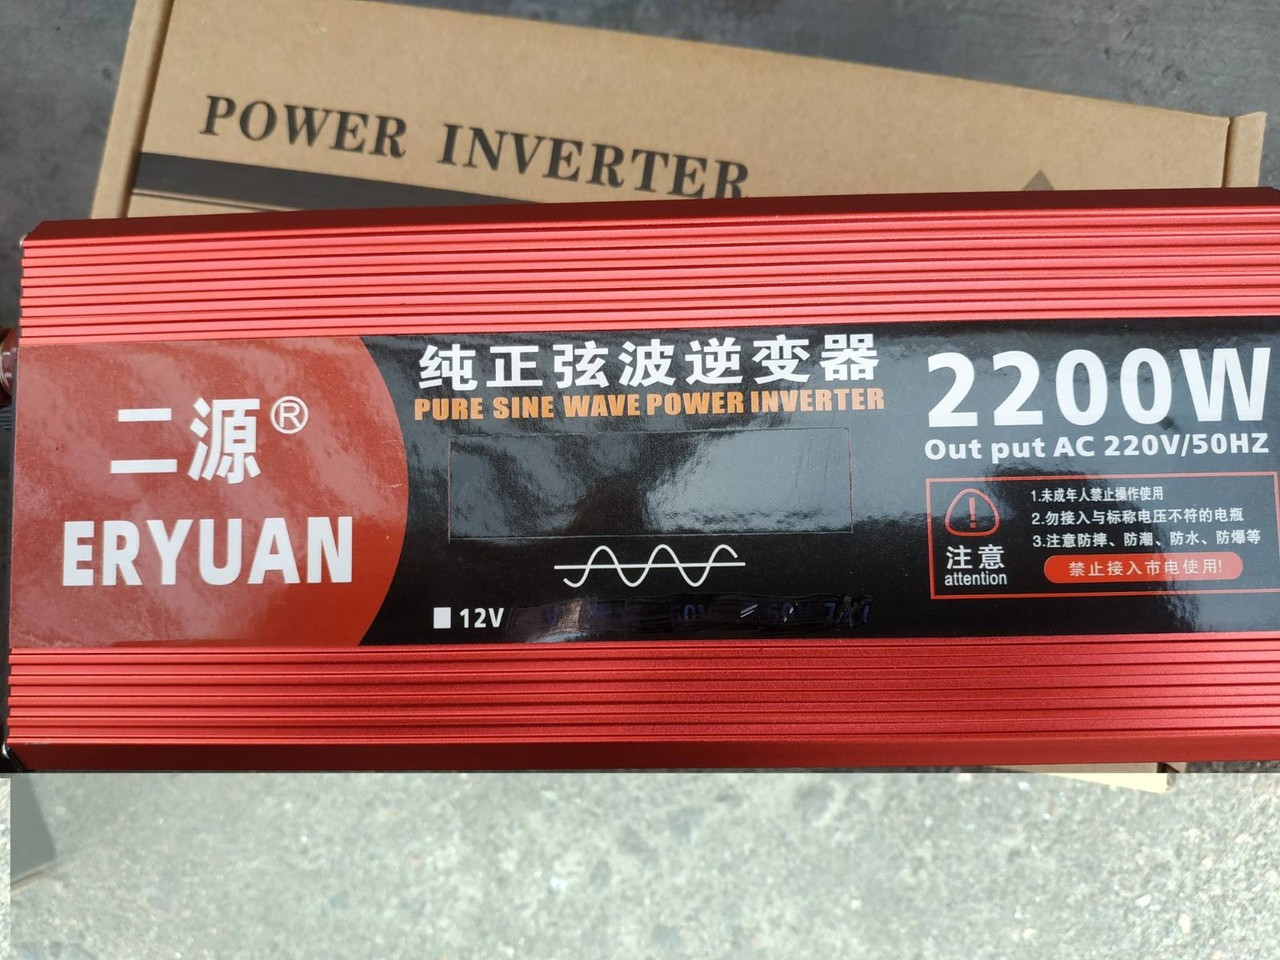 POWER INVERTER
二源®
ERYUAN
纯正弦波逆变器
PURE SINE WAVE POWER INVERTER
12V
2200W
Out put AC 220V/50HZ
注意
attention
1.未成年人禁止操作使用
2.勿接入与标称电压不符的电瓶
3.注意防摔、防潮、防水、防爆等
禁止接入市电使用!